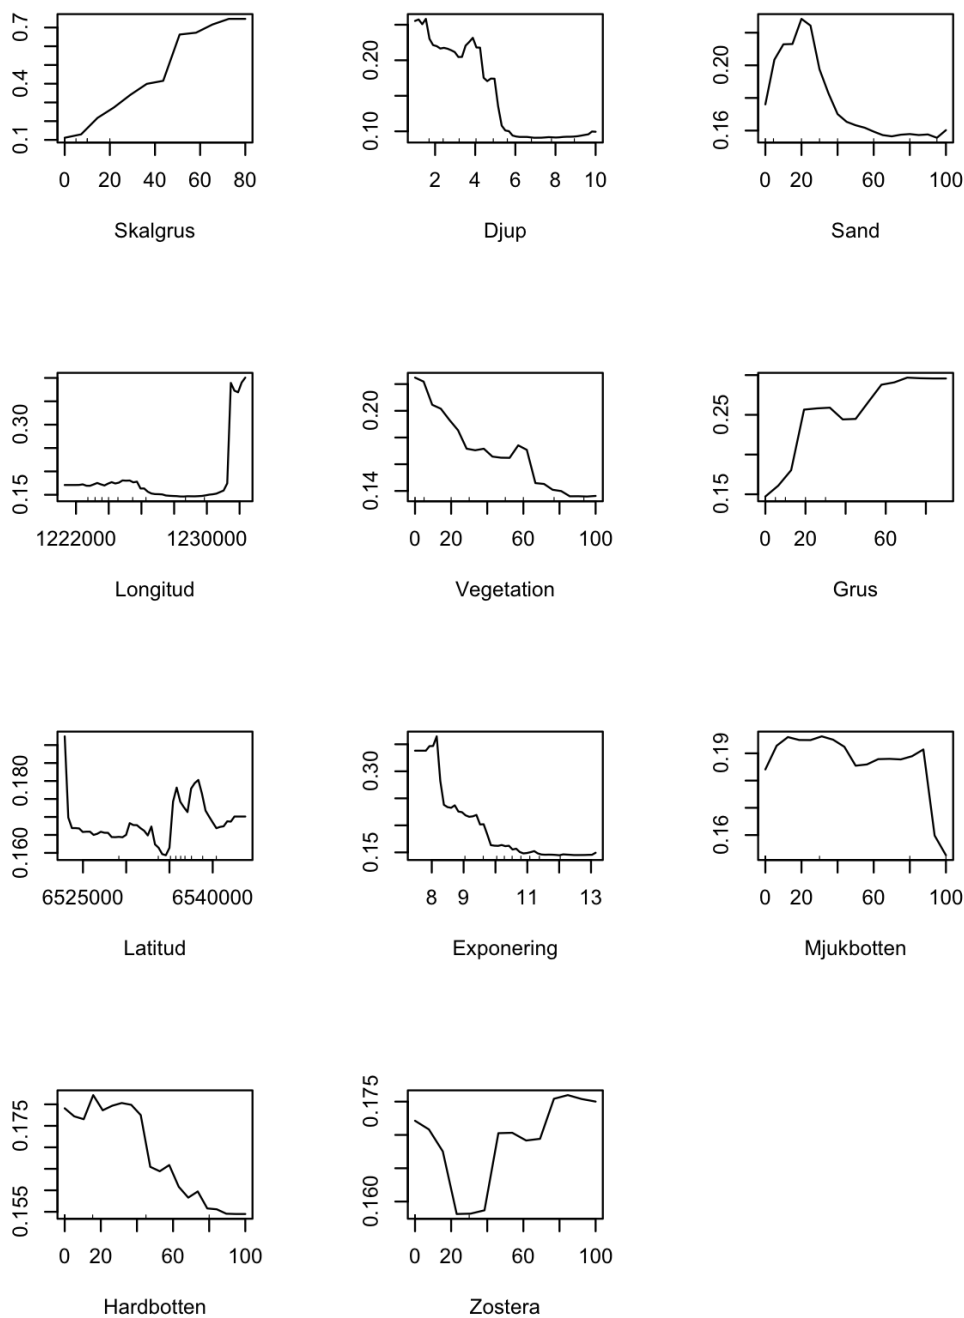 0.1 0.4 0.7
0 20 40 60 80
Skalgrus
0.10 0.20
2 4 6 8 10
Djup
0.16 0.20
0 20 60 100
Sand
0.15 0.30
1222000 1230000
Longitud
0.14 0.20
0 20 60 100
Vegetation
0.15 0.25
0 20 60
Grus
0.160 0.180
6525000 6540000
Latitud
0.15 0.30
8 9 11 13
Exponering
0.16 0.19
0 20 60 100
Mjukbotten
0.155 0.175
0 20 60 100
Hardbotten
0.160 0.175
0 20 60 100
Zostera